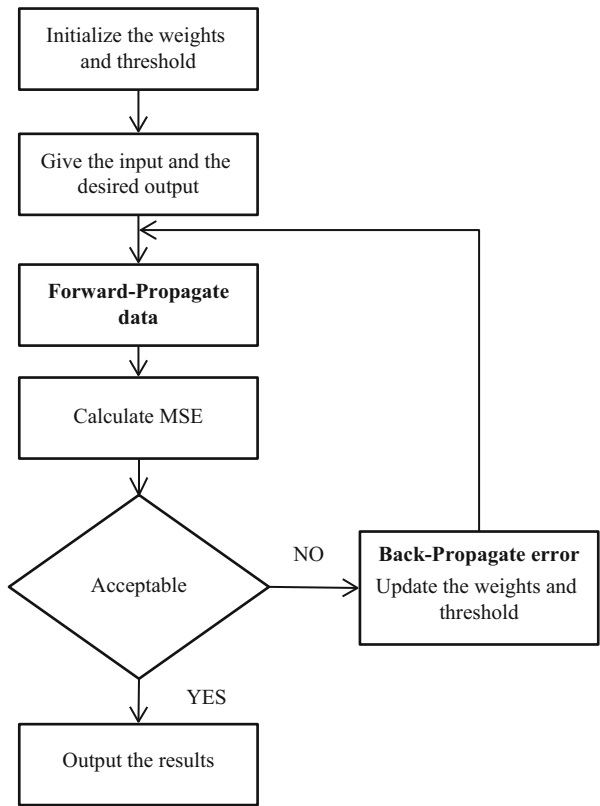 Initialize the weights
and threshold
Give the input and the
desired output
Forward-Propagate
data
Calculate MSE
Acceptable
NO
Back-Propagate error
Update the weights and
threshold
YES
Output the results